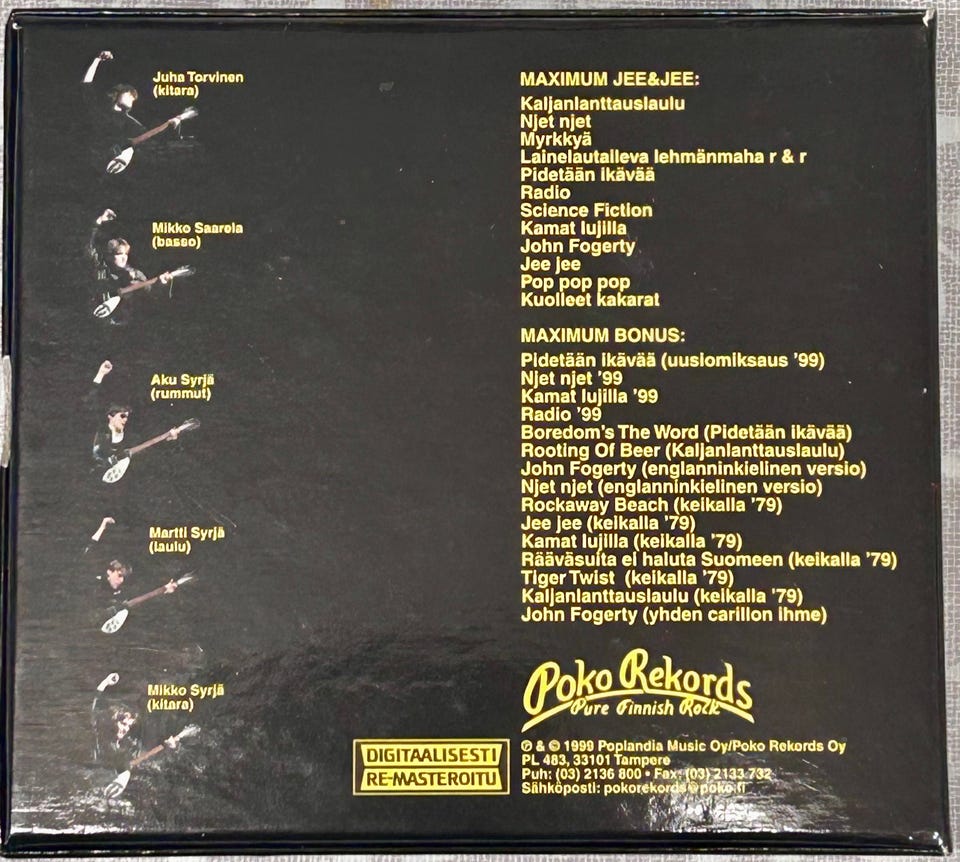 Juha Torvinen
(kitara)
Mikko Saarela
(basso)
Aku Syrjä
(rummut)
Martti Syrjä
(laulu)
Mikko Syrjä
(kitara)
MAXIMUM JEE&JEE:
Kaljanlanttauslaulu
Njet njet
Myrkkyä
Lainelautaileva lehmänmaha r & r
Pidetään ikävää
Radio
Science Fiction
Kamat lujilla
John Fogerty
Jee jee
Pop pop pop
Kuolleet kakarat
MAXIMUM BONUS:
Pidetään ikävää (uusiomiksaus '99)
Njet njet '99
Kamat lujilla '99
Radio '99
Boredom's The Word (Pidetään ikävää)
Rooting Of Beer (Kaljanlanttauslaulu)
John Fogerty (englanninkielinen versio)
Njet njet (englanninkielinen versio)
Rockaway Beach (keikalla '79)
Jee jee (keikalla '79)
Kamat lujilla (keikalla '79)
Rääväsuita ei haluta Suomeen (keikalla '79)
Tiger Twist (keikalla '79)
Kaljanlanttauslaulu (keikalla '79)
John Fogerty (yhden carillon ihme)
Poko Rekords
Pure Finnish Rock
DIGITAALISESTI
RE-MASTEROITU
℗ & © 1999 Poplandia Music Oy/Poko Rekords Oy
PL 483, 33101 Tampere
Puh: (03) 2136 800 • Fax: (03) 2133 732
Sähköposti: pokorekords@poko.fi